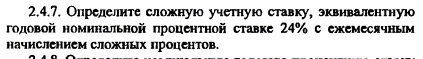 2.4.7. Определите сложную учетную ставку, эквивалентную
годовой номинальной процентной ставке 24% с ежемесячным
начислением сложных процентов.